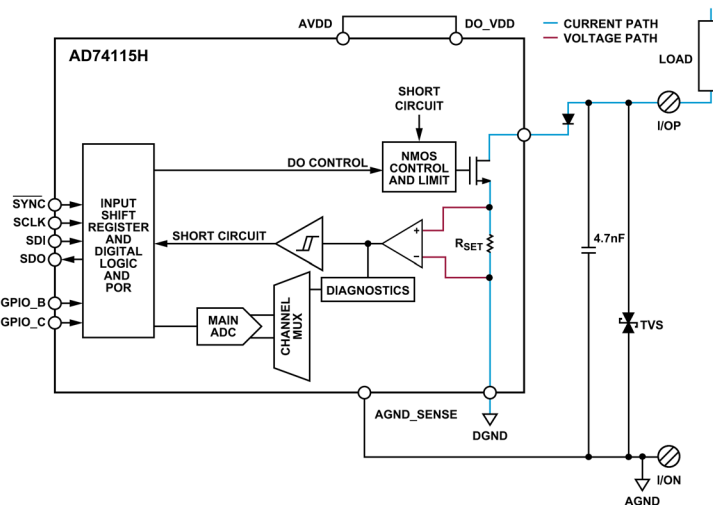 AVDD
DO_VDD
CURRENT PATH
VOLTAGE PATH
AD74115H
LOAD
SHORT
CIRCUIT
I/OP
DO CONTROL
NMOS
CONTROL
AND LIMIT
SYNC
SCLK
SDI
SDO
GPIO_B
GPIO_C
INPUT
SHIFT
REGISTER
AND
DIGITAL
LOGIC
AND
POR
SHORT CIRCUIT
+
−
RSET
4.7nF
DIAGNOSTICS
MAIN
ADC
CHANNEL
MUX
TVS
AGND_SENSE
DGND
I/ON
AGND